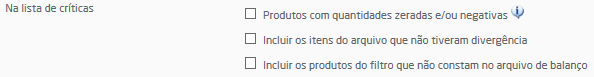 Na lista de críticas
Produtos com quantidades zeradas e/ou negativas
Incluir os itens do arquivo que não tiveram divergência
Incluir os produtos do filtro que não constam no arquivo de balanço